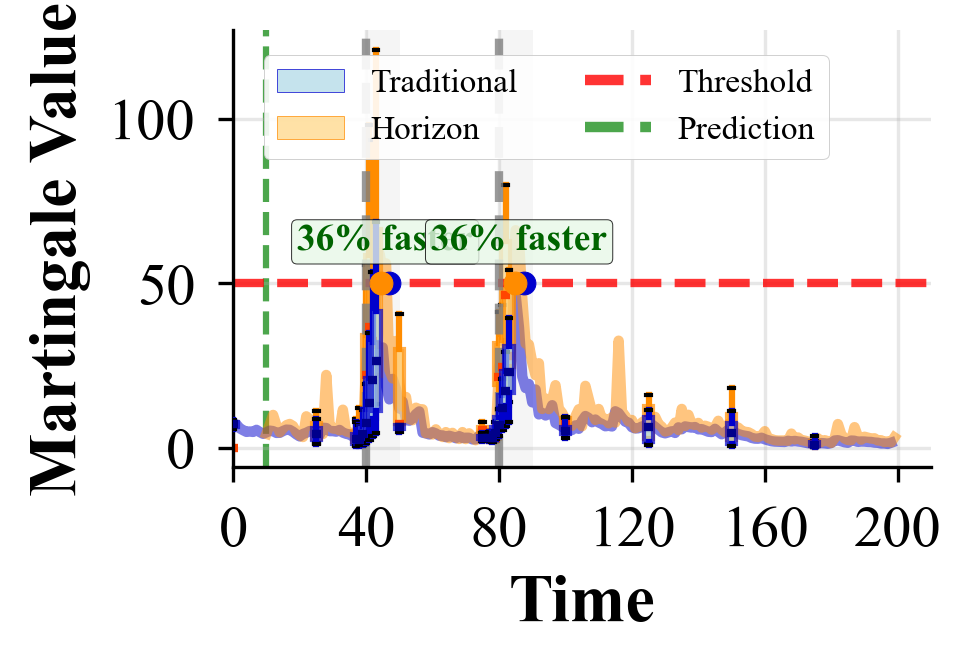 Martingale Value
100
50
0
Traditional
Horizon
Threshold
Prediction
36% faster
36% faster
0 40 80 120 160 200
Time